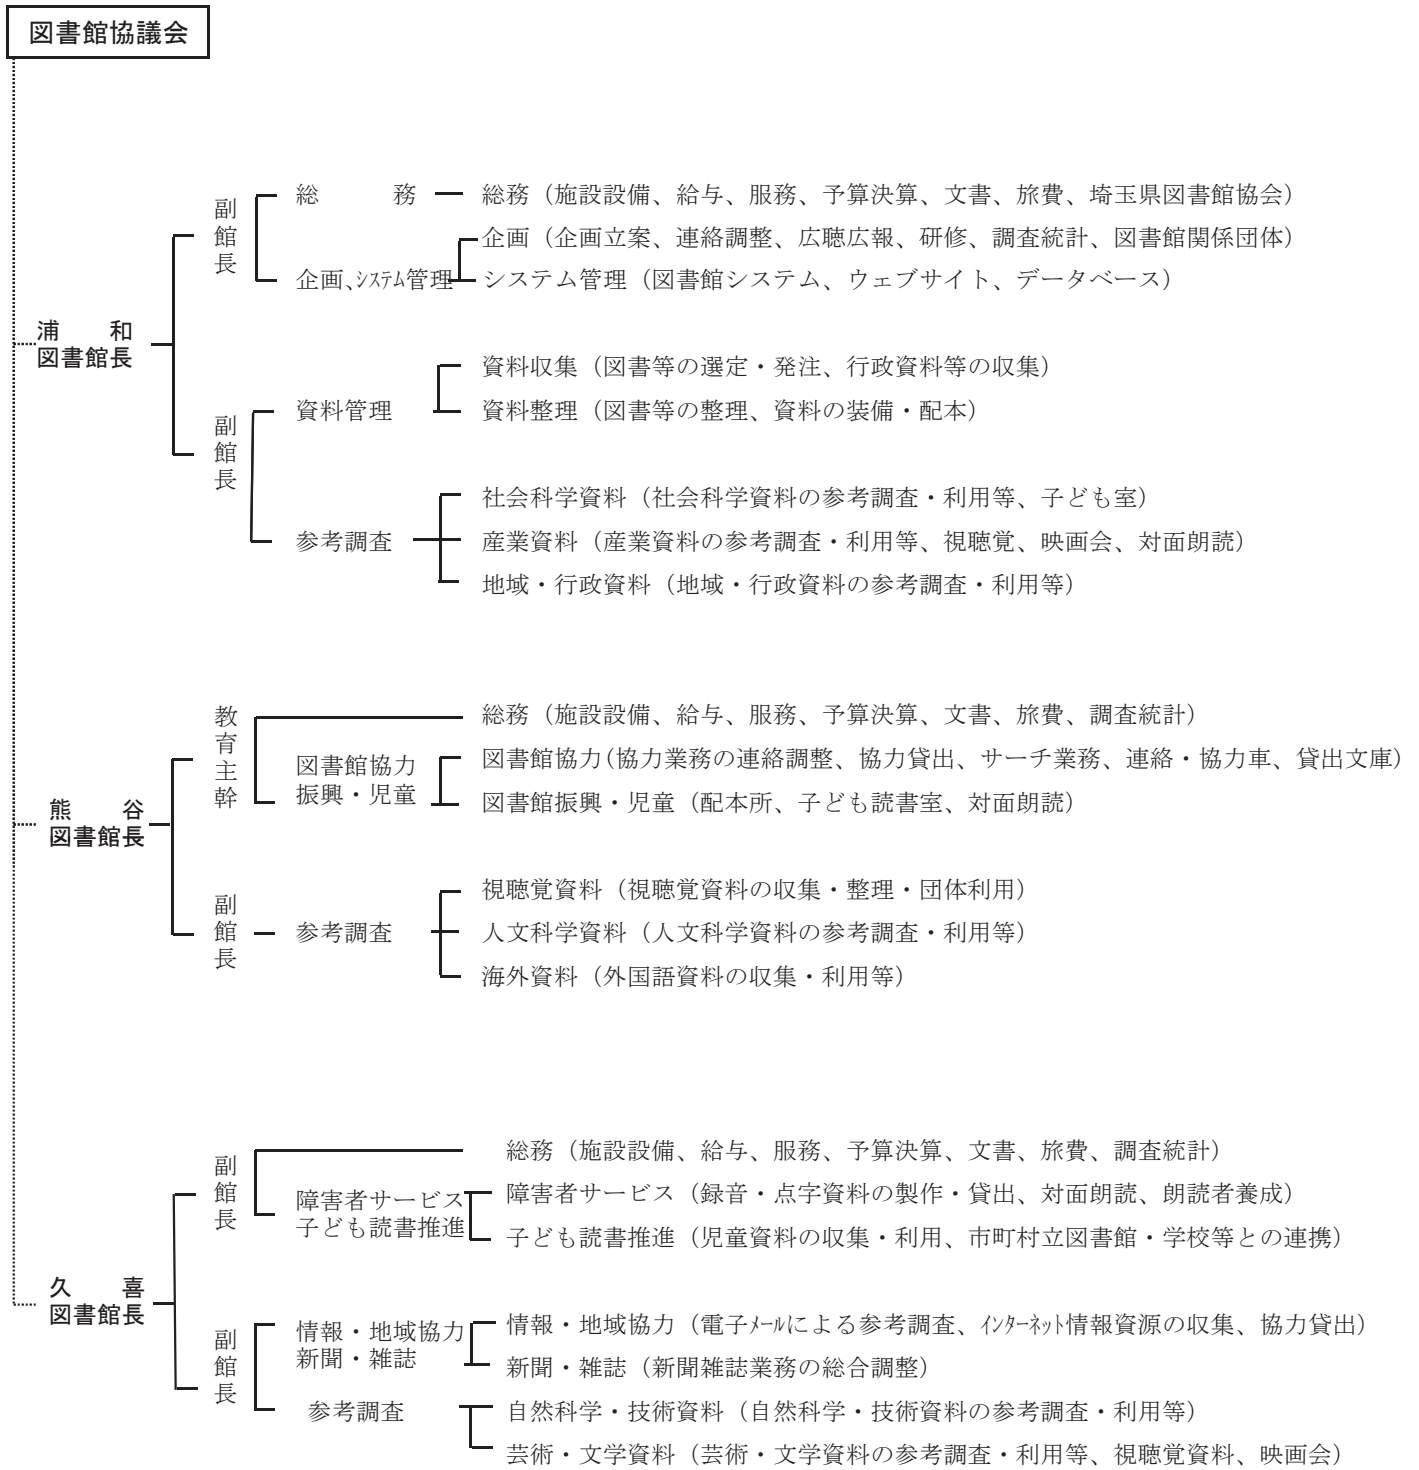 図書館協議会
副館長
総　　　務
総務（施設設備、給与、服務、予算決算、文書、旅費、埼玉県図書館協会）
企画（企画立案、連絡調整、広聴広報、研修、調査統計、図書館関係団体）
企画、ｼｽﾃﾑ管理
システム管理（図書館システム、ウェブサイト、データベース）
浦　　和
図書館長
副館長
資料管理
資料収集（図書等の選定・発注、行政資料等の収集）
資料整理（図書等の整理、資料の装備・配本）
参考調査
社会科学資料（社会科学資料の参考調査・利用等、子ども室）
産業資料（産業資料の参考調査・利用等、視聴覚、映画会、対面朗読）
地域・行政資料（地域・行政資料の参考調査・利用等）
熊　　谷
図書館長
教育主幹
総務（施設設備、給与、服務、予算決算、文書、旅費、調査統計）
図書館協力
振興・児童
図書館協力(協力業務の連絡調整、協力貸出、サーチ業務、連絡・協力車、貸出文庫)
図書館振興・児童（配本所、子ども読書室、対面朗読）
副館長
参考調査
視聴覚資料（視聴覚資料の収集・整理・団体利用）
人文科学資料（人文科学資料の参考調査・利用等）
海外資料（外国語資料の収集・利用等）
久　　喜
図書館長
副館長
総務（施設設備、給与、服務、予算決算、文書、旅費、調査統計）
障害者サービス
子ども読書推進
障害者サービス（録音・点字資料の製作・貸出、対面朗読、朗読者養成）
子ども読書推進（児童資料の収集・利用、市町村立図書館・学校等との連携）
副館長
情報・地域協力
新聞・雑誌
情報・地域協力（電子ﾒｰﾙによる参考調査、ｲﾝﾀｰﾈｯﾄ情報資源の収集、協力貸出）
新聞・雑誌（新聞雑誌業務の総合調整）
参考調査
自然科学・技術資料（自然科学・技術資料の参考調査・利用等）
芸術・文学資料（芸術・文学資料の参考調査・利用等、視聴覚資料、映画会）